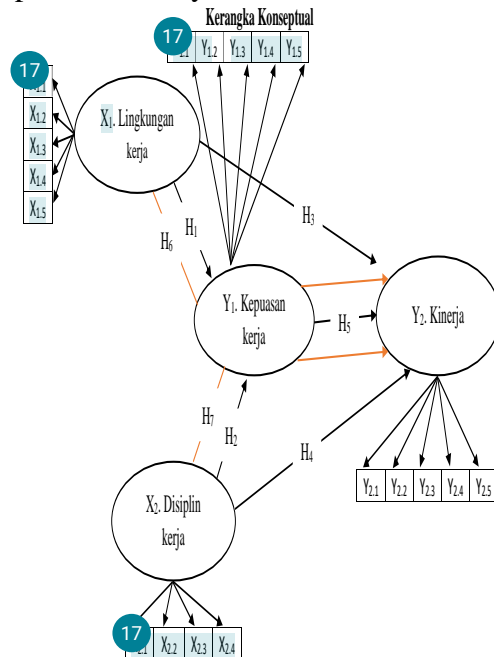 Kerangka Konseptual
17
Y1.2 Y1.3 Y1.4 Y1.5
17
X1.2
X1.3
X1.4
X1.5
X1. Lingkungan
kerja
H1
H6
H3
Y1. Kepuasan
kerja
H5
Y2. Kinerja
H7
H2
H4
X2. Disiplin
kerja
Y2.1 Y2.2 Y2.3 Y2.4 Y2.5
17
X2.2 X2.3 X2.4